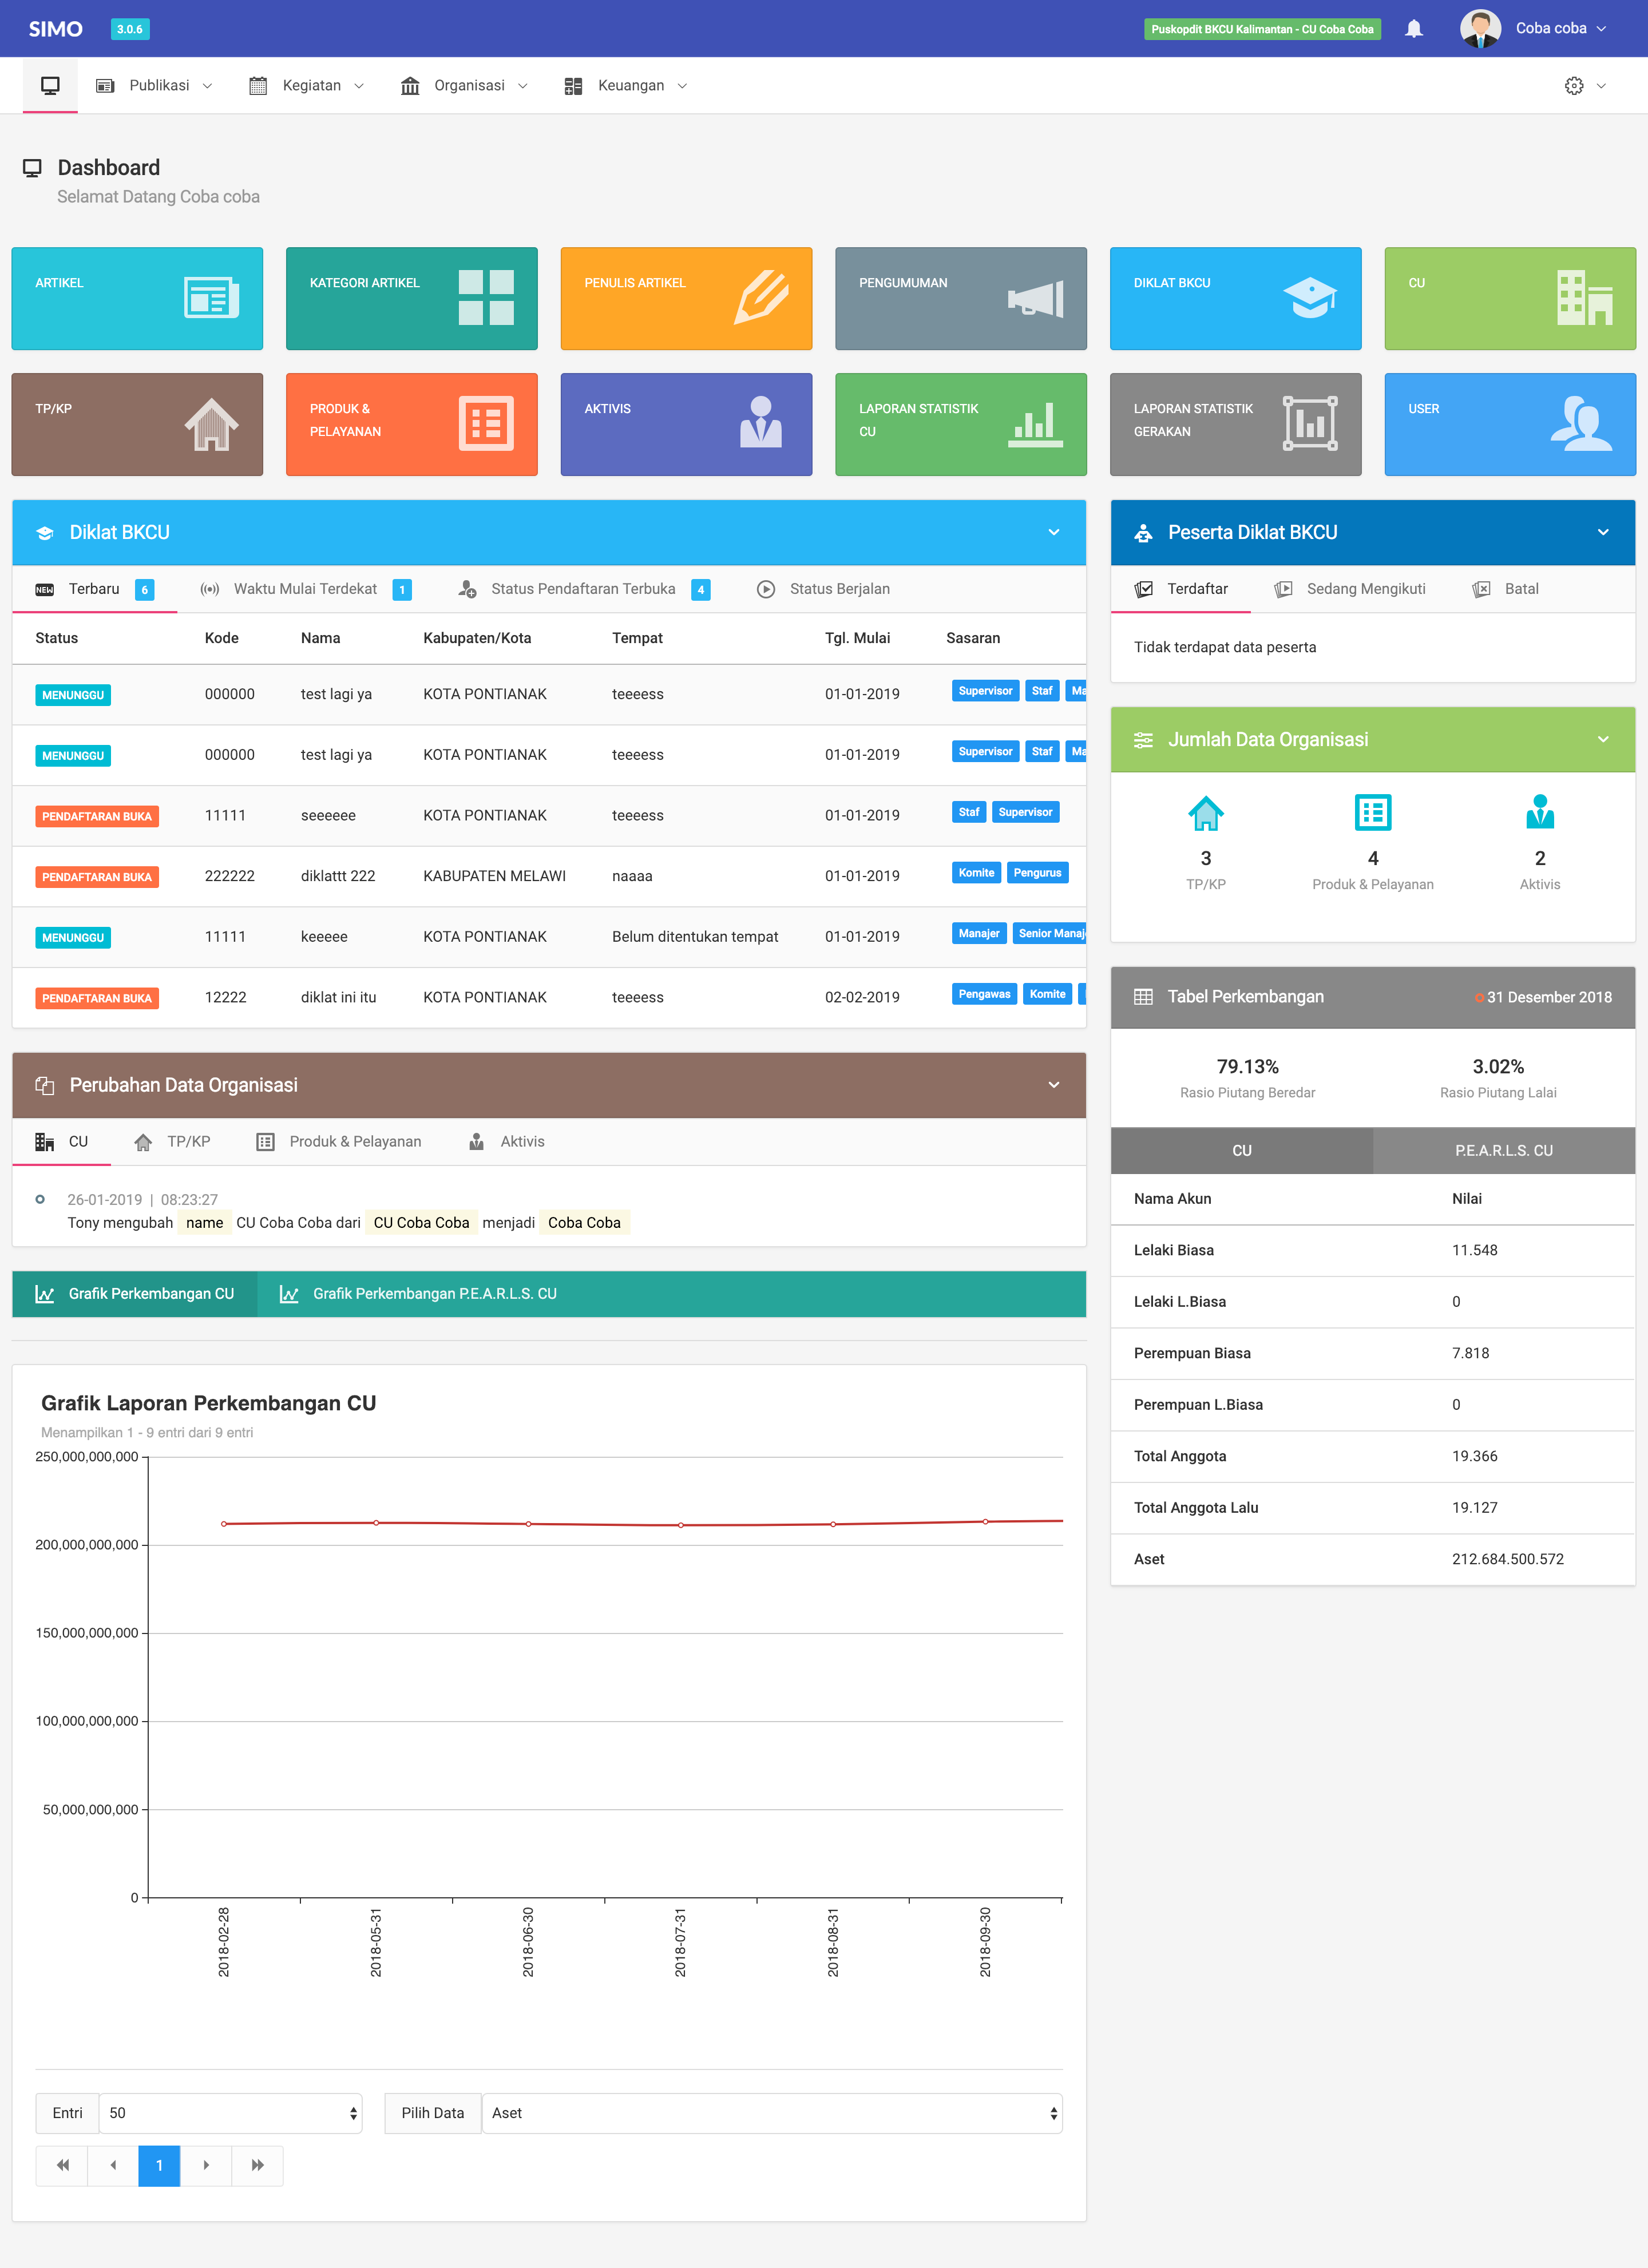 SIMO 3.0.6 Puskopdit BKCU Kalimantan - CU Coba Coba Coba coba
Publikasi Kegiatan Organisasi Keuangan
Dashboard
Selamat Datang Coba coba
ARTIKEL
KATEGORI ARTIKEL
PENULIS ARTIKEL
PENGUMUMAN
DIKLAT BKCU
CU
TP/KP
PRODUK &
PELAYANAN
AKTIVIS
LAPORAN STATISTIK
CU
LAPORAN STATISTIK
GERAKAN
USER
Diklat BKCU
NEW Terbaru 6 Waktu Mulai Terdekat 1 Status Pendaftaran Terbuka 4 Status Berjalan
Status Kode Nama Kabupaten/Kota Tempat Tgl. Mulai Sasaran
MENUNGGU 000000 test lagi ya KOTA PONTIANAK teeeess 01-01-2019 Supervisor Staf Ma
MENUNGGU 000000 test lagi ya KOTA PONTIANAK teeeess 01-01-2019 Supervisor Staf Ma
PENDAFTARAN BUKA 11111 seeeeee KOTA PONTIANAK teeeess 01-01-2019 Staf Supervisor
PENDAFTARAN BUKA 222222 diklattt 222 KABUPATEN MELAWI naaaa 01-01-2019 Komite Pengurus
MENUNGGU 11111 keeeee KOTA PONTIANAK Belum ditentukan tempat 01-01-2019 Manajer Senior Manaj
PENDAFTARAN BUKA 12222 diklat ini itu KOTA PONTIANAK teeeess 02-02-2019 Pengawas Komite
Perubahan Data Organisasi
CU TP/KP Produk & Pelayanan Aktivis
26-01-2019 | 08:23:27
Tony mengubah name CU Coba Coba dari CU Coba Coba menjadi Coba Coba
Grafik Perkembangan CU Grafik Perkembangan P.E.A.R.L.S. CU
Grafik Laporan Perkembangan CU
Menampilkan 1 - 9 entri dari 9 entri
250,000,000,000
200,000,000,000
150,000,000,000
100,000,000,000
50,000,000,000
0
2018-02-28
2018-05-31
2018-06-30
2018-07-31
2018-08-31
2018-09-30
Entri 50 Pilih Data Aset
1
Peserta Diklat BKCU
Terdaftar Sedang Mengikuti Batal
Tidak terdapat data peserta
Jumlah Data Organisasi
3 4 2
TP/KP Produk & Pelayanan Aktivis
Tabel Perkembangan 31 Desember 2018
79.13% 3.02%
Rasio Piutang Beredar Rasio Piutang Lalai
CU P.E.A.R.L.S. CU
Nama Akun Nilai
Lelaki Biasa 11.548
Lelaki L.Biasa 0
Perempuan Biasa 7.818
Perempuan L.Biasa 0
Total Anggota 19.366
Total Anggota Lalu 19.127
Aset 212.684.500.572